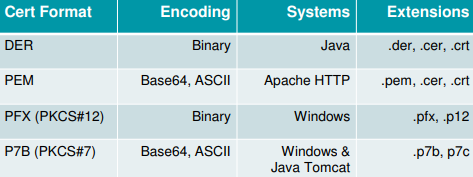 Cert Format Encoding Systems Extensions
DER Binary Java .der, .cer, .crt
PEM Base64, ASCII Apache HTTP .pem, .cer, .crt
PFX (PKCS#12) Binary Windows .pfx, .p12
P7B (PKCS#7) Base64, ASCII Windows & .p7b, p7c
Java Tomcat